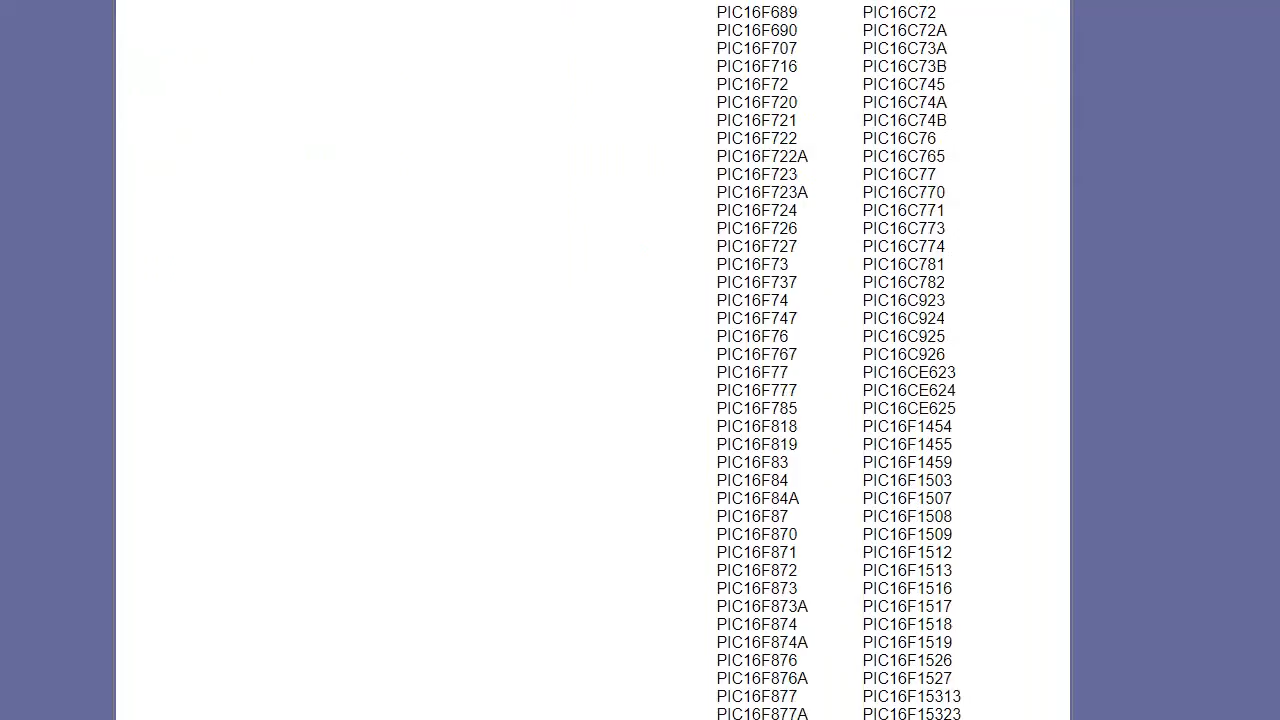 PIC16F689 PIC16C72
PIC16F690 PIC16C72A
PIC16F707 PIC16C73A
PIC16F716 PIC16C73B
PIC16F72 PIC16C745
PIC16F720 PIC16C74A
PIC16F721 PIC16C74B
PIC16F722 PIC16C76
PIC16F722A PIC16C765
PIC16F723 PIC16C77
PIC16F723A PIC16C770
PIC16F724 PIC16C771
PIC16F726 PIC16C773
PIC16F727 PIC16C774
PIC16F73 PIC16C781
PIC16F737 PIC16C782
PIC16F74 PIC16C923
PIC16F747 PIC16C924
PIC16F76 PIC16C925
PIC16F767 PIC16C926
PIC16F77 PIC16CE623
PIC16F777 PIC16CE624
PIC16F785 PIC16CE625
PIC16F818 PIC16F1454
PIC16F819 PIC16F1455
PIC16F83 PIC16F1459
PIC16F84 PIC16F1503
PIC16F84A PIC16F1507
PIC16F87 PIC16F1508
PIC16F870 PIC16F1509
PIC16F871 PIC16F1512
PIC16F872 PIC16F1513
PIC16F873 PIC16F1516
PIC16F873A PIC16F1517
PIC16F874 PIC16F1518
PIC16F874A PIC16F1519
PIC16F876 PIC16F1526
PIC16F876A PIC16F1527
PIC16F877 PIC16F15313
PIC16F877A PIC16F15323